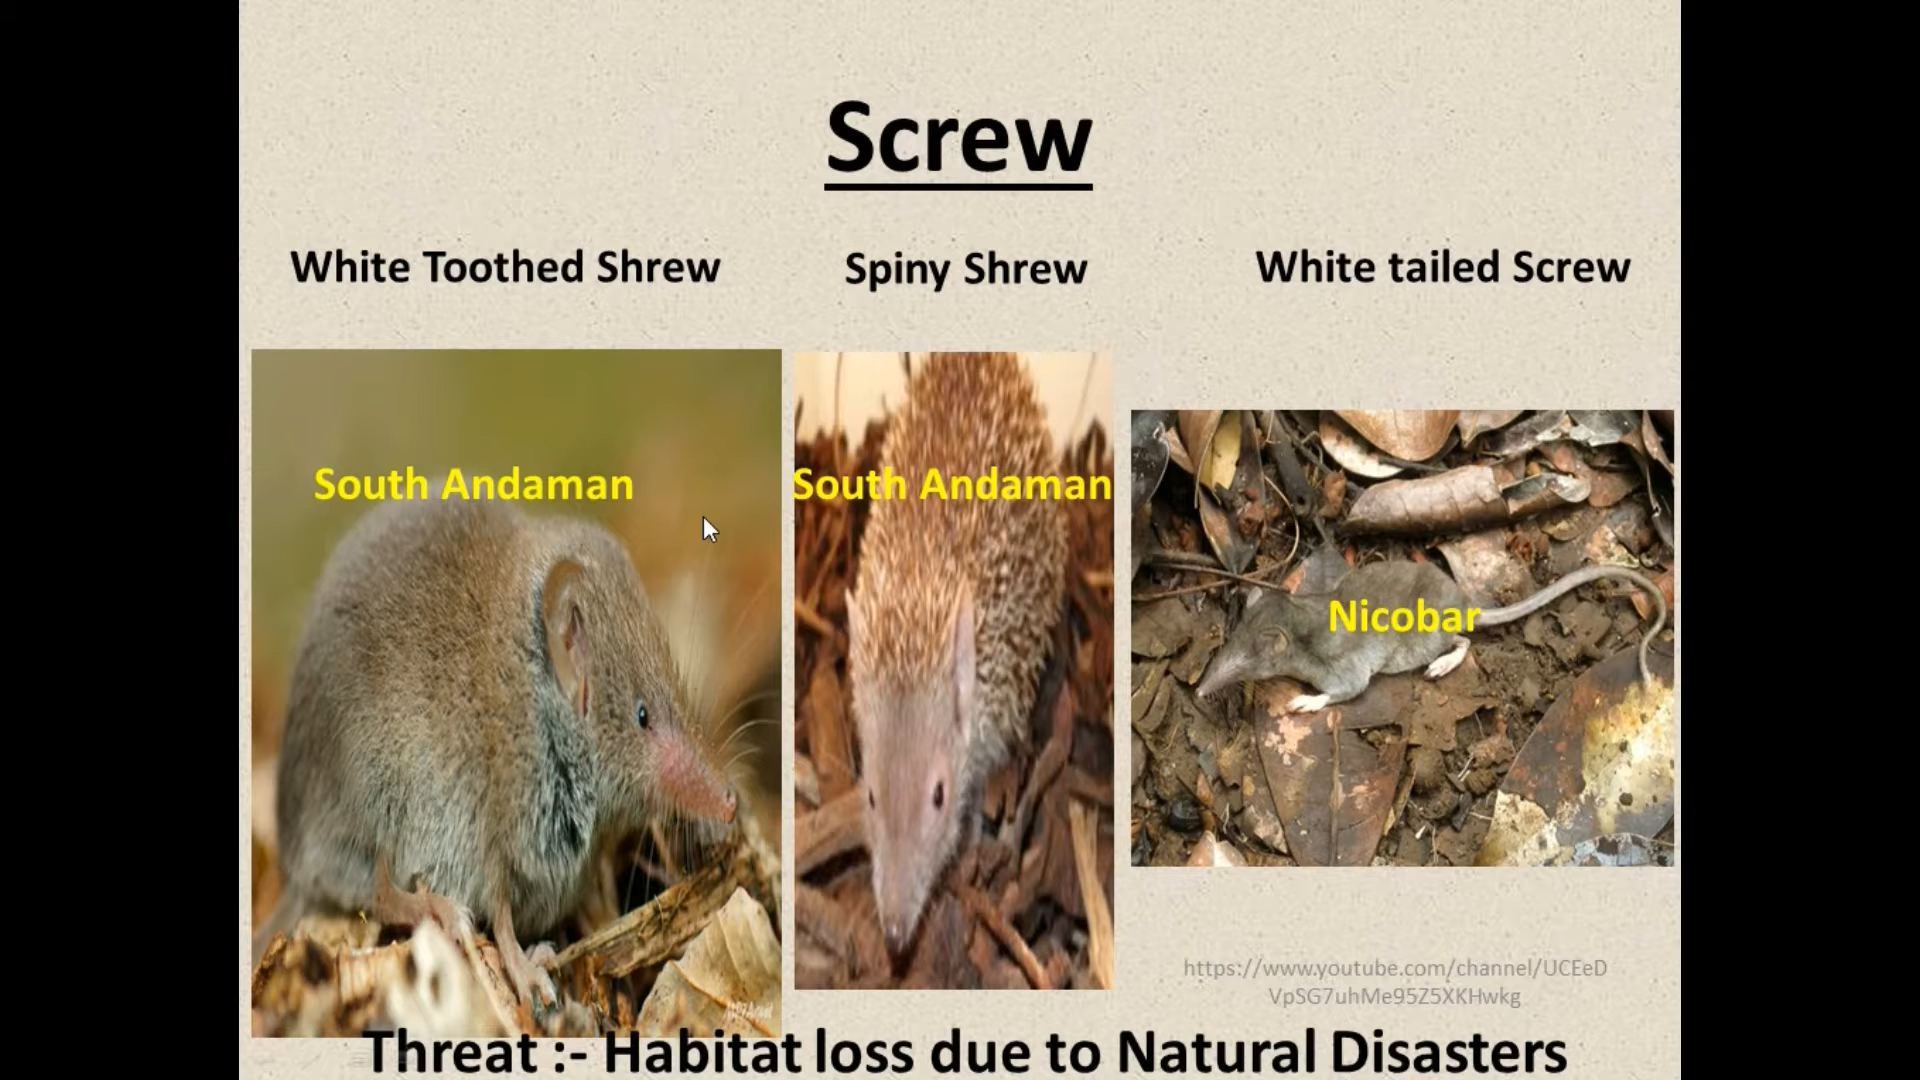 Screw
White Toothed Shrew
Spiny Shrew
White tailed Screw
South Andaman
South Andaman
Nicobar
https://www.youtube.com/channel/UCEeD
VpSG7uhMe95Z5XKHwkg
Threat :- Habitat loss due to Natural Disasters